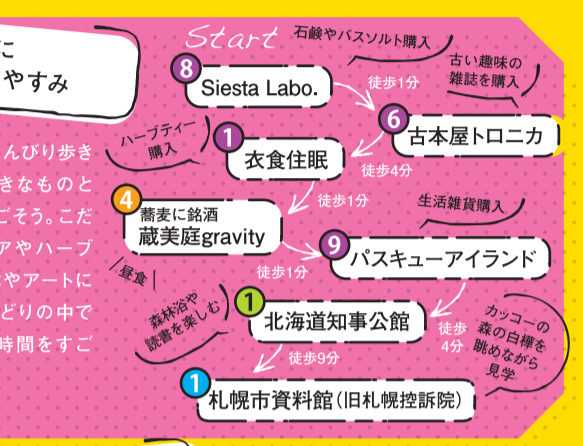 に
やすみ
んびり歩き
きなものと
ごそう。こだ
アやハーブ
やアートに
どりの中で
時間をすご
Start
石鹸やバスソルト購入
8 Siesta Labo.
徒歩1分
古い趣味の
雑誌を購入
6 古本屋トロニカ
徒歩4分
ハーブティー
購入
1 衣食住眠
徒歩1分
4 蕎麦に銘酒
蔵美庭gravity
昼食
徒歩1分
生活雑貨購入
9 パスキューアイランド
徒歩
4分
森林浴や
読書を楽しむ
1 北海道知事公館
徒歩9分
カッコーの
森の白樺を
眺めながら
見学
1 札幌市資料館(旧札幌控訴院)